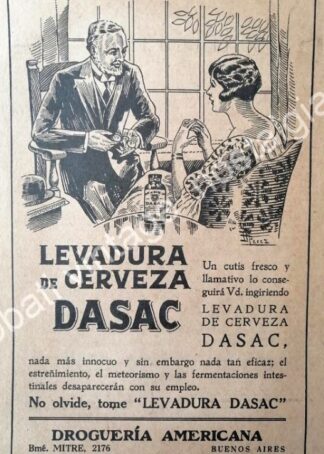 Perez
LEVADURA
DE CERVEZA
DASAC
Un cutis fresco y
llamativo lo conse-
guirá Vd. ingiriendo
LEVADURA
DE CERVEZA
DASAC,
nada más innocuo y sin embargo nada tan eficaz; el
estreñimiento, el meteorismo y las fermentaciones intes-
tinales desaparecerán con su empleo.
No olvide, tome “LEVADURA DASAC”
DROGUERÍA AMERICANA
Bmé. MITRE, 2176 BUENOS AIRES